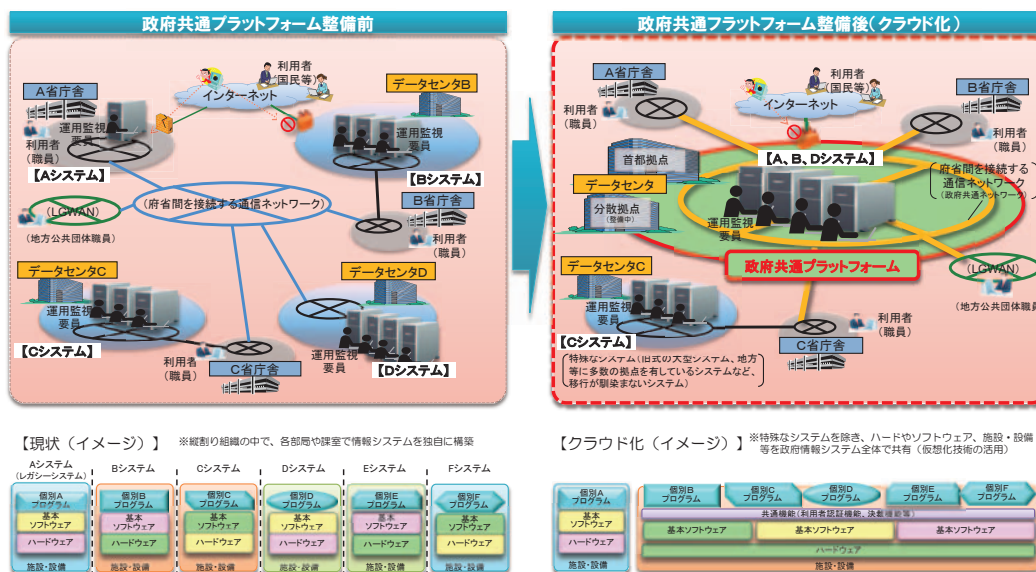 政府共通プラットフォーム整備前
利用者
(国民等)
インターネット
A省庁舎
運用監視
要員
利用者
(職員)
【Aシステム】
データセンタB
運用監視
要員
【Bシステム】
B省庁舎
利用者
(職員)
(LGWAN)
(地方公共団体職員)
(府省間を接続する通信ネットワーク)
データセンタC
運用監視
要員
【Cシステム】
利用者
(職員)
C省庁舎
データセンタD
運用監視
要員
【Dシステム】
政府共通プラットフォーム整備後(クラウド化)
利用者
(国民等)
インターネット
A省庁舎
利用者
(職員)
B省庁舎
利用者
(職員)
首都拠点
データセンタ
分散拠点
(整備中)
【A、B、Dシステム】
運用監視
要員
府省間を接続する
通信ネットワーク
(政府共通ネットワーク)
政府共通プラットフォーム
(LGWAN)
(地方公共団体職員
データセンタC
運用監視
要員
【Cシステム】
利用者
(職員)
C省庁舎
特殊なシステム(旧式の大型システム、地方
等に多数の拠点を有しているシステムなど、
移行が馴染まないシステム)
【現状(イメージ)】 ※縦割り組織の中で、各部局や課室で情報システムを独自に構築
Aシステム
(レガシーシステム)
Bシステム
Cシステム
Dシステム
Eシステム
Fシステム
個別A
プログラム
個別B
プログラム
個別C
プログラム
個別D
プログラム
個別E
プログラム
個別F
プログラム
基本
ソフトウェア
基本
ソフトウェア
基本
ソフトウェア
基本
ソフトウェア
基本
ソフトウェア
基本
ソフトウェア
ハードウェア
ハードウェア
ハードウェア
ハードウェア
ハードウェア
ハードウェア
施設・設備
施設・設備
施設・設備
施設・設備
施設・設備
施設・設備
【クラウド化(イメージ)】 ※特殊なシステムを除き、ハードやソフトウェア、施設・設備
等を政府情報システム全体で共有(仮想化技術の活用)
個別A
プログラム
基本
ソフトウェア
ハードウェア
施設・設備
個別B
プログラム
個別C
プログラム
個別D
プログラム
個別E
プログラム
個別F
プログラム
共通機能(利用者認証機能、決裁機能等)
基本ソフトウェア
基本ソフトウェア
基本ソフトウェア
ハードウェア
施設・設備